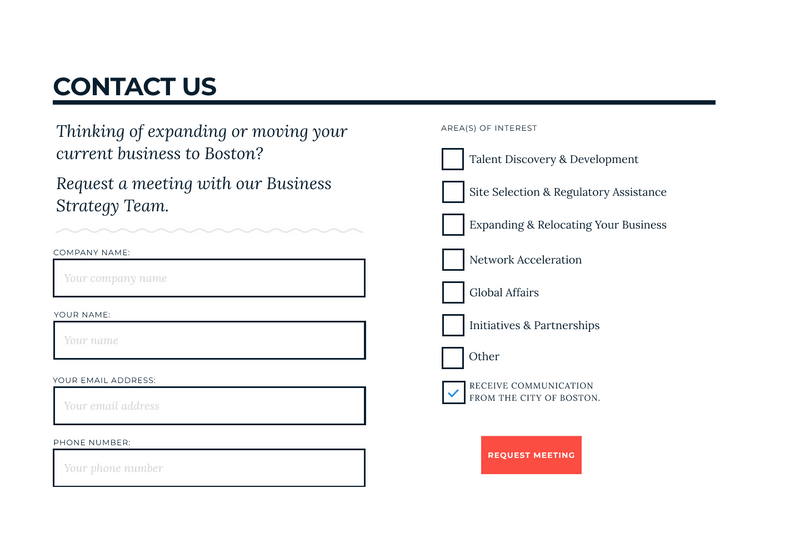 CONTACT US
Thinking of expanding or moving your
current business to Boston?
Request a meeting with our Business
Strategy Team.
COMPANY NAME:
Your company name
YOUR NAME:
Your name
YOUR EMAIL ADDRESS:
Your email address
PHONE NUMBER:
Your phone number
AREA(S) OF INTEREST
Talent Discovery & Development
Site Selection & Regulatory Assistance
Expanding & Relocating Your Business
Network Acceleration
Global Affairs
Initiatives & Partnerships
Other
RECEIVE COMMUNICATION
FROM THE CITY OF BOSTON.
REQUEST MEETING